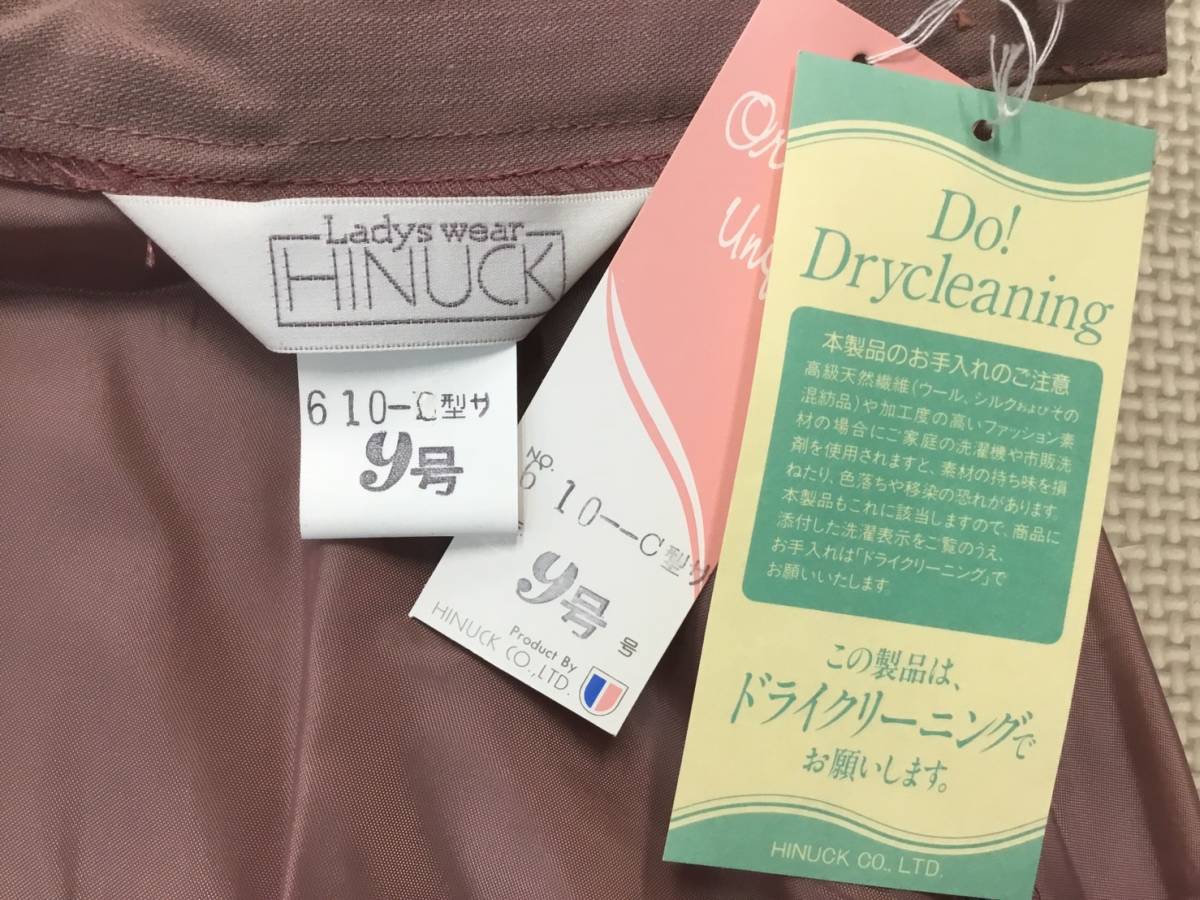 Ladys wear
HINUCK
610-C型サ
9号
Or
No.
610-C型サ
9号 号
Product By
HINUCK CO.,LTD.
Do!
Drycleaning
本製品のお手入れのご注意
高級天然繊維(ウール、シルクおよびその
混紡品)や加工度の高いファッション素
材の場合にご家庭の洗濯機や市販洗
剤を使用されますと、素材の持ち味を損
ねたり、色落ちや移染の恐れがあります。
本製品もこれに該当しますので、商品に
添付した洗濯表示をご覧のうえ、
お手入れは「ドライクリーニング」で
お願いいたします。
この製品は、
ドライクリーニングで
お願いします。
HINUCK CO., LTD.